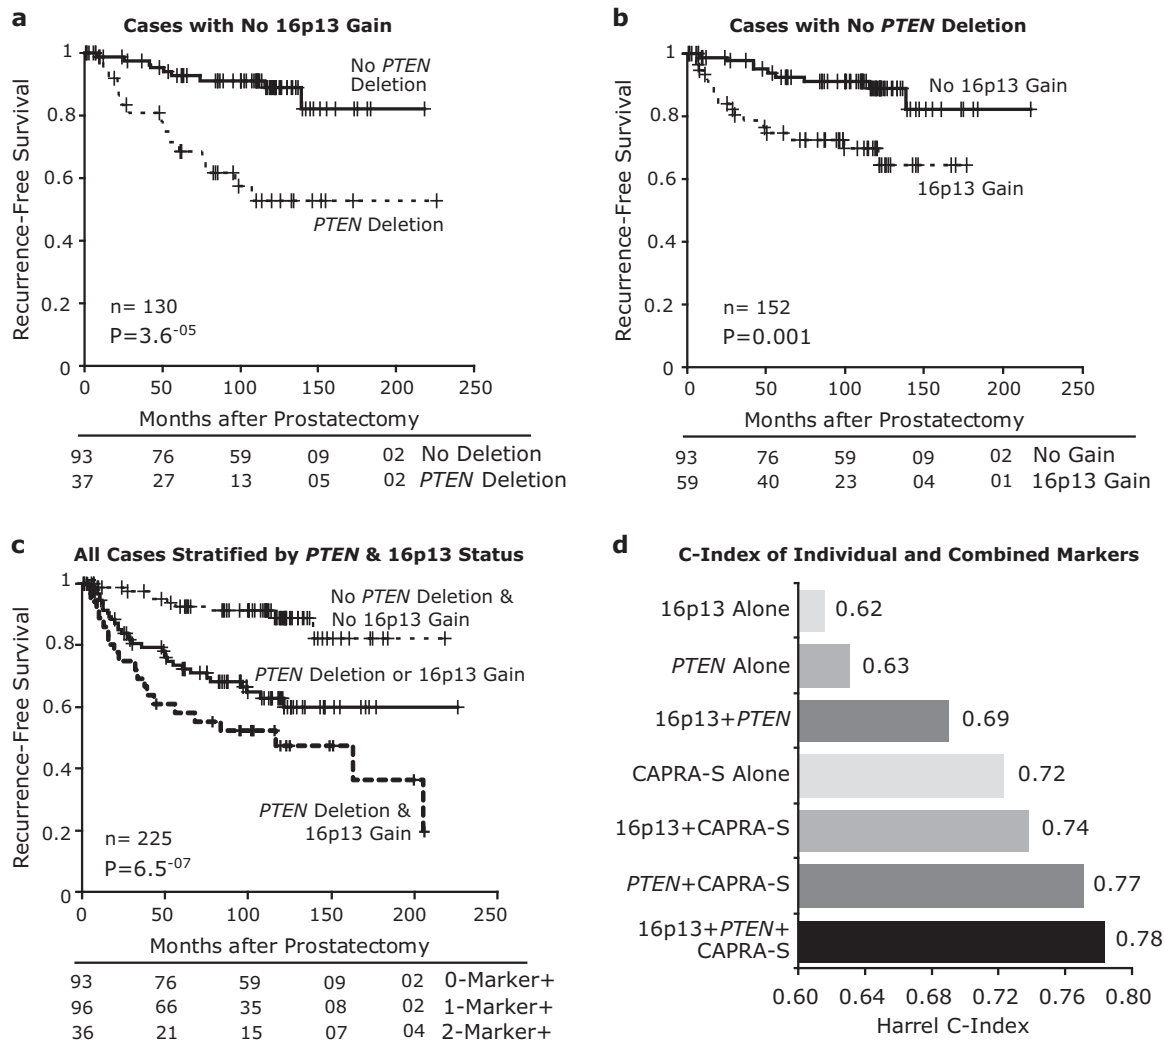 a
Cases with No 16p13 Gain
Recurrence-Free Survival
1
0.8
0.6
0.4
0.2
0
No PTEN
Deletion
PTEN Deletion
n= 130
P=3.6-05
0 50 100 150 200 250
Months after Prostatectomy
93 76 59 09 02 No Deletion
37 27 13 05 02 PTEN Deletion
b
Cases with No PTEN Deletion
Recurrence-Free Survival
1
0.8
0.6
0.4
0.2
0
No 16p13 Gain
16p13 Gain
n= 152
P=0.001
0 50 100 150 200 250
Months after Prostatectomy
93 76 59 09 02 No Gain
59 40 23 04 01 16p13 Gain
c
All Cases Stratified by PTEN & 16p13 Status
Recurrence-Free Survival
1
0.8
0.6
0.4
0.2
0
No PTEN Deletion &
No 16p13 Gain
PTEN Deletion or 16p13 Gain
PTEN Deletion &
16p13 Gain
n= 225
P=6.5-07
0 50 100 150 200 250
Months after Prostatectomy
93 76 59 09 02 0-Marker+
96 66 35 08 02 1-Marker+
36 21 15 07 04 2-Marker+
d
C-Index of Individual and Combined Markers
16p13 Alone 0.62
PTEN Alone 0.63
16p13+PTEN 0.69
CAPRA-S Alone 0.72
16p13+CAPRA-S 0.74
PTEN+CAPRA-S 0.77
16p13+PTEN+
CAPRA-S 0.78
0.60 0.64 0.68 0.72 0.76 0.80
Harrel C-Index